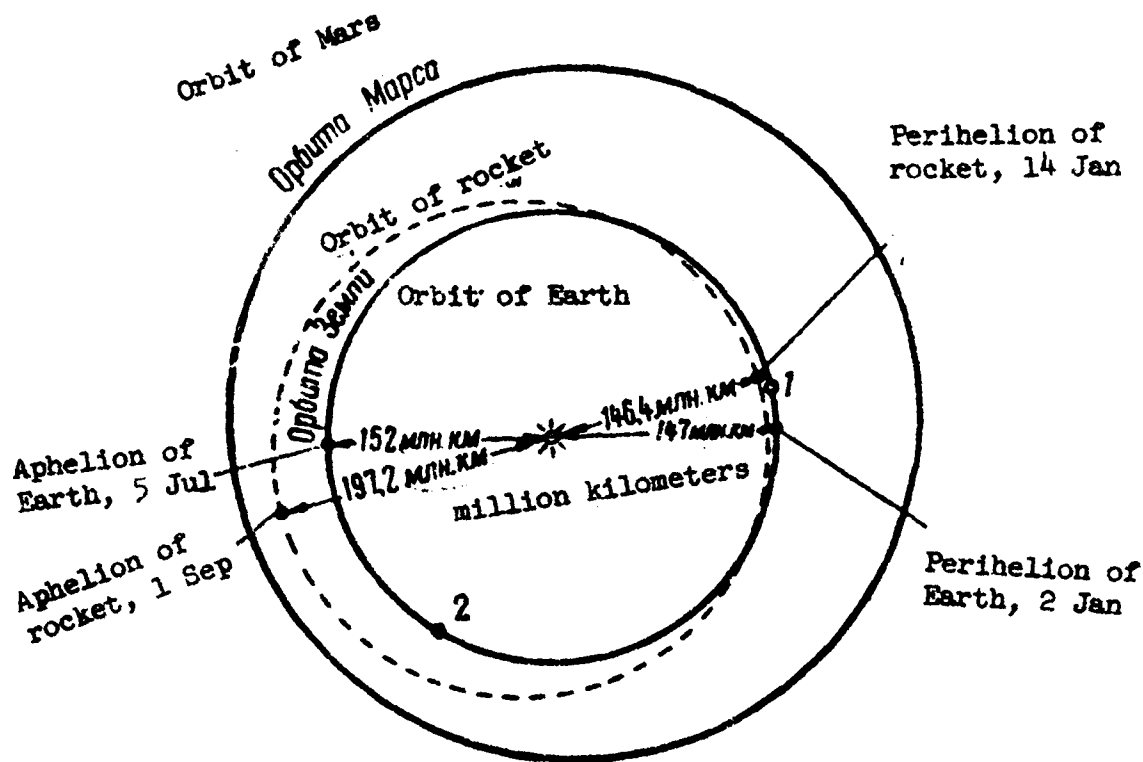 Orbit of Mars
Орбита Марса
Perihelion of
rocket, 14 Jan
Orbit of rocket
Орбита Земли
Orbit of Earth
1
146,4 млн. км
147 млн.км
152 млн. км
197,2 млн. км
million kilometers
Aphelion of
Earth, 5 Jul
Aphelion of
rocket, 1 Sep
2
Perihelion of
Earth, 2 Jan